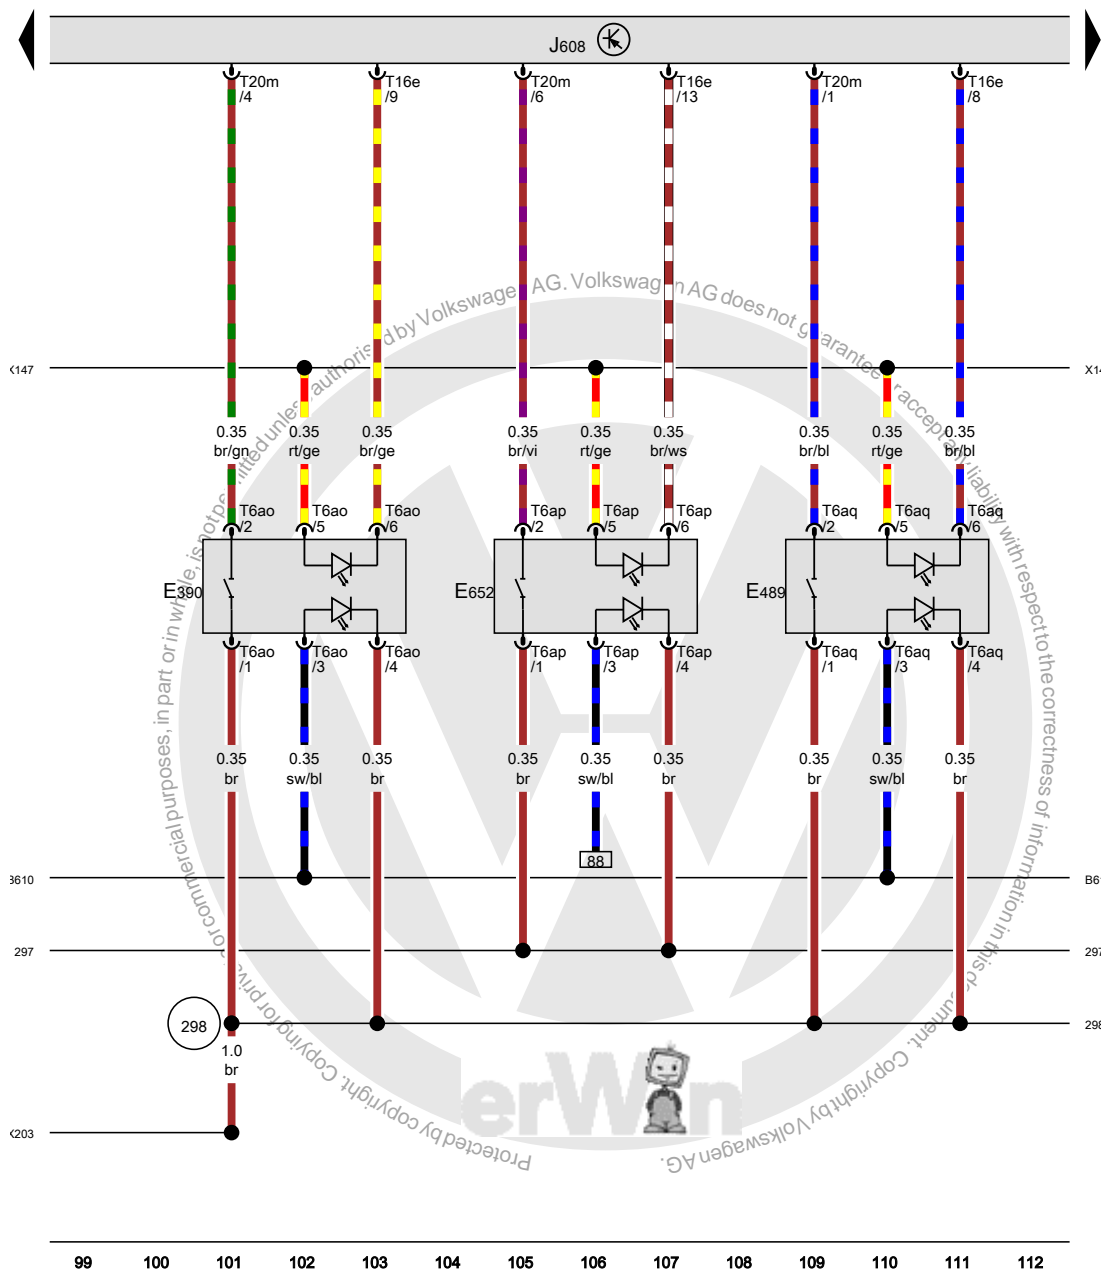 J608
T20m
/4
T16e
/9
T20m
/6
T16e
/13
T20m
/1
T16e
/8
X14
0.35
br/gn
0.35
rt/ge
0.35
br/ge
0.35
br/vi
0.35
rt/ge
0.35
br/ws
0.35
br/bl
0.35
rt/ge
0.35
br/bl
T6ao
/2
T6ao
/5
T6ao
/6
T6ap
/2
T6ap
/5
T6ap
/6
T6aq
/2
T6aq
/5
T6aq
/6
E390
E652
E489
T6ao
/1
T6ao
/3
T6ao
/4
T6ap
/1
T6ap
/3
T6ap
/4
T6aq
/1
T6aq
/3
T6aq
/4
0.35
br
0.35
sw/bl
0.35
br
0.35
br
0.35
sw/bl
0.35
br
0.35
br
0.35
sw/bl
0.35
br
88
297
297
298
298
1.0
br
erWin
Protected by copyright. Copying for private or commercial purposes, in part or in whole, is not permitted unless authorised by Volkswagen AG. Volkswagen AG does not guarantee or accept any liability with respect to the correctness of information in this document. Copyright by Volkswagen AG.
99 100 101 102 103 104 105 106 107 108 109 110 111 112